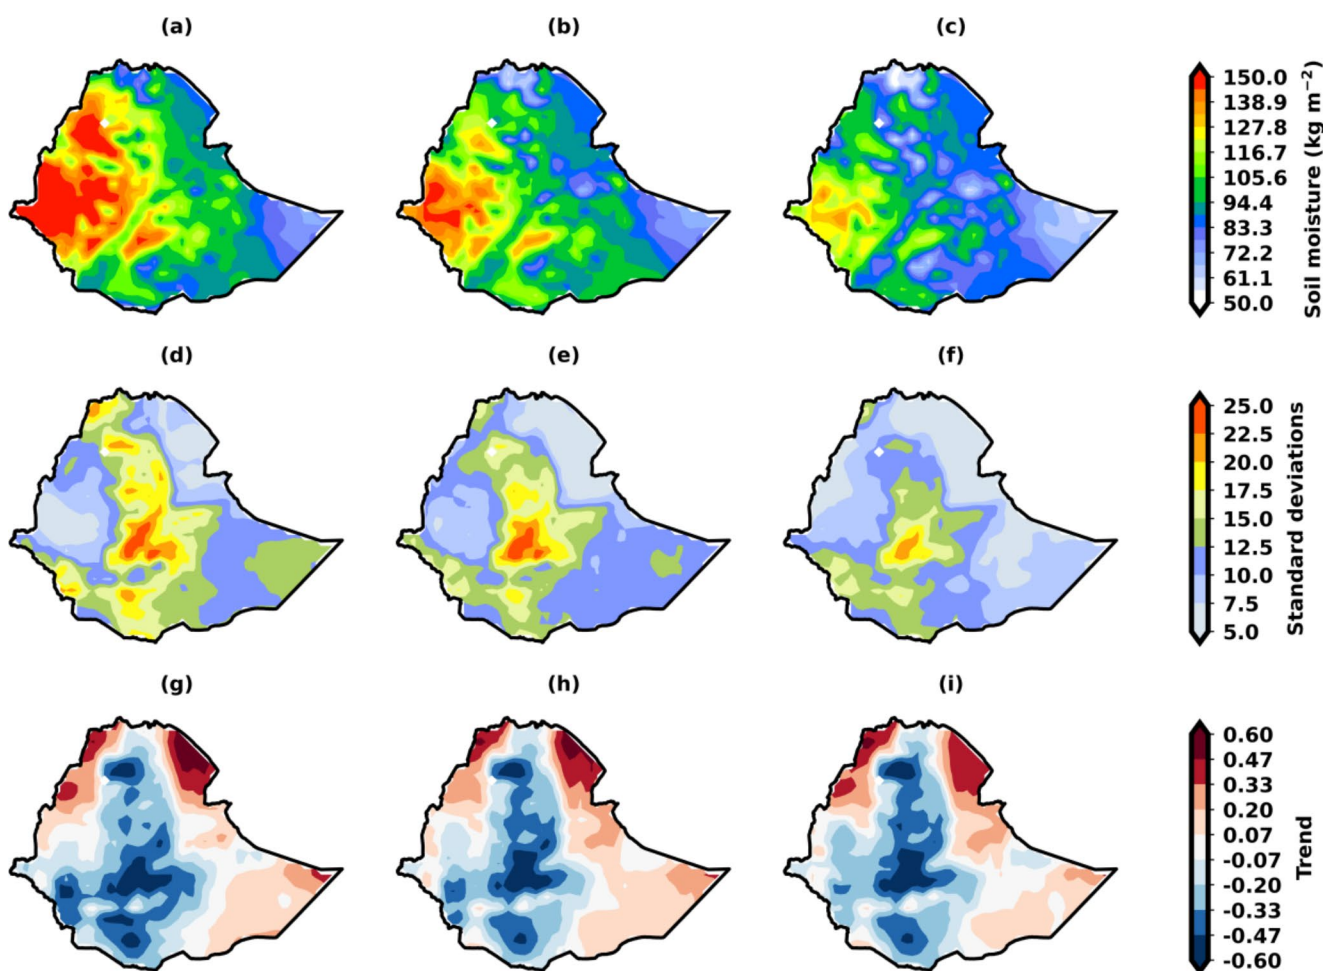 (a)
(b)
(c)
150.0
138.9
127.8
116.7
105.6
94.4
83.3
72.2
61.1
50.0
Soil moisture (kg m⁻²)
(d)
(e)
(f)
25.0
22.5
20.0
17.5
15.0
12.5
10.0
7.5
5.0
Standard deviations
(g)
(h)
(i)
0.60
0.47
0.33
0.20
0.07
-0.07
-0.20
-0.33
-0.47
-0.60
Trend